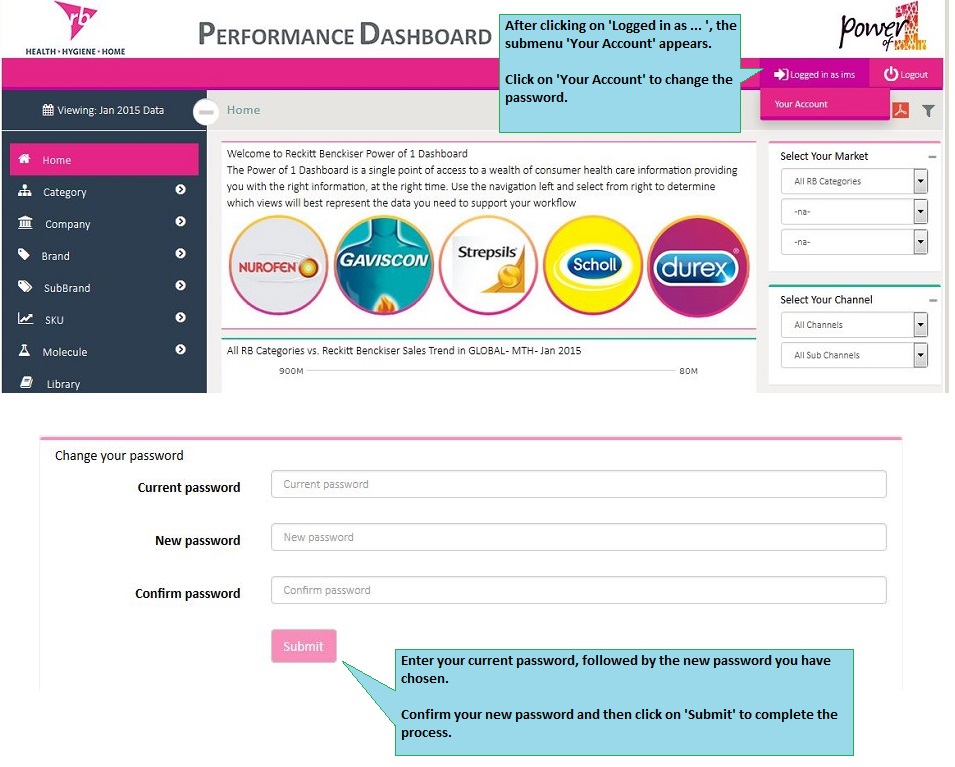 rb
HEALTH • HYGIENE • HOME
PERFORMANCE DASHBOARD
After clicking on 'Logged in as ... ', the
submenu 'Your Account' appears.
Click on 'Your Account' to change the
password.
power
of 1
Logged in as ims
Logout
Your Account
Viewing: Jan 2015 Data
Home
Home
Category
Company
Brand
SubBrand
SKU
Molecule
Library
Welcome to Reckitt Benckiser Power of 1 Dashboard
The Power of 1 Dashboard is a single point of access to a wealth of consumer health care information providing
you with the right information, at the right time. Use the navigation left and select from right to determine
which views will best represent the data you need to support your workflow
NUROFEN
GAVISCON
Strepsils
Scholl
durex®
All RB Categories vs. Reckitt Benckiser Sales Trend in GLOBAL- MTH- Jan 2015
900M
80M
Select Your Market
All RB Categories
-na-
-na-
Select Your Channel
All Channels
All Sub Channels
Change your password
Current password
Current password
New password
New password
Confirm password
Confirm password
Submit
Enter your current password, followed by the new password you have
chosen.
Confirm your new password and then click on 'Submit' to complete the
process.